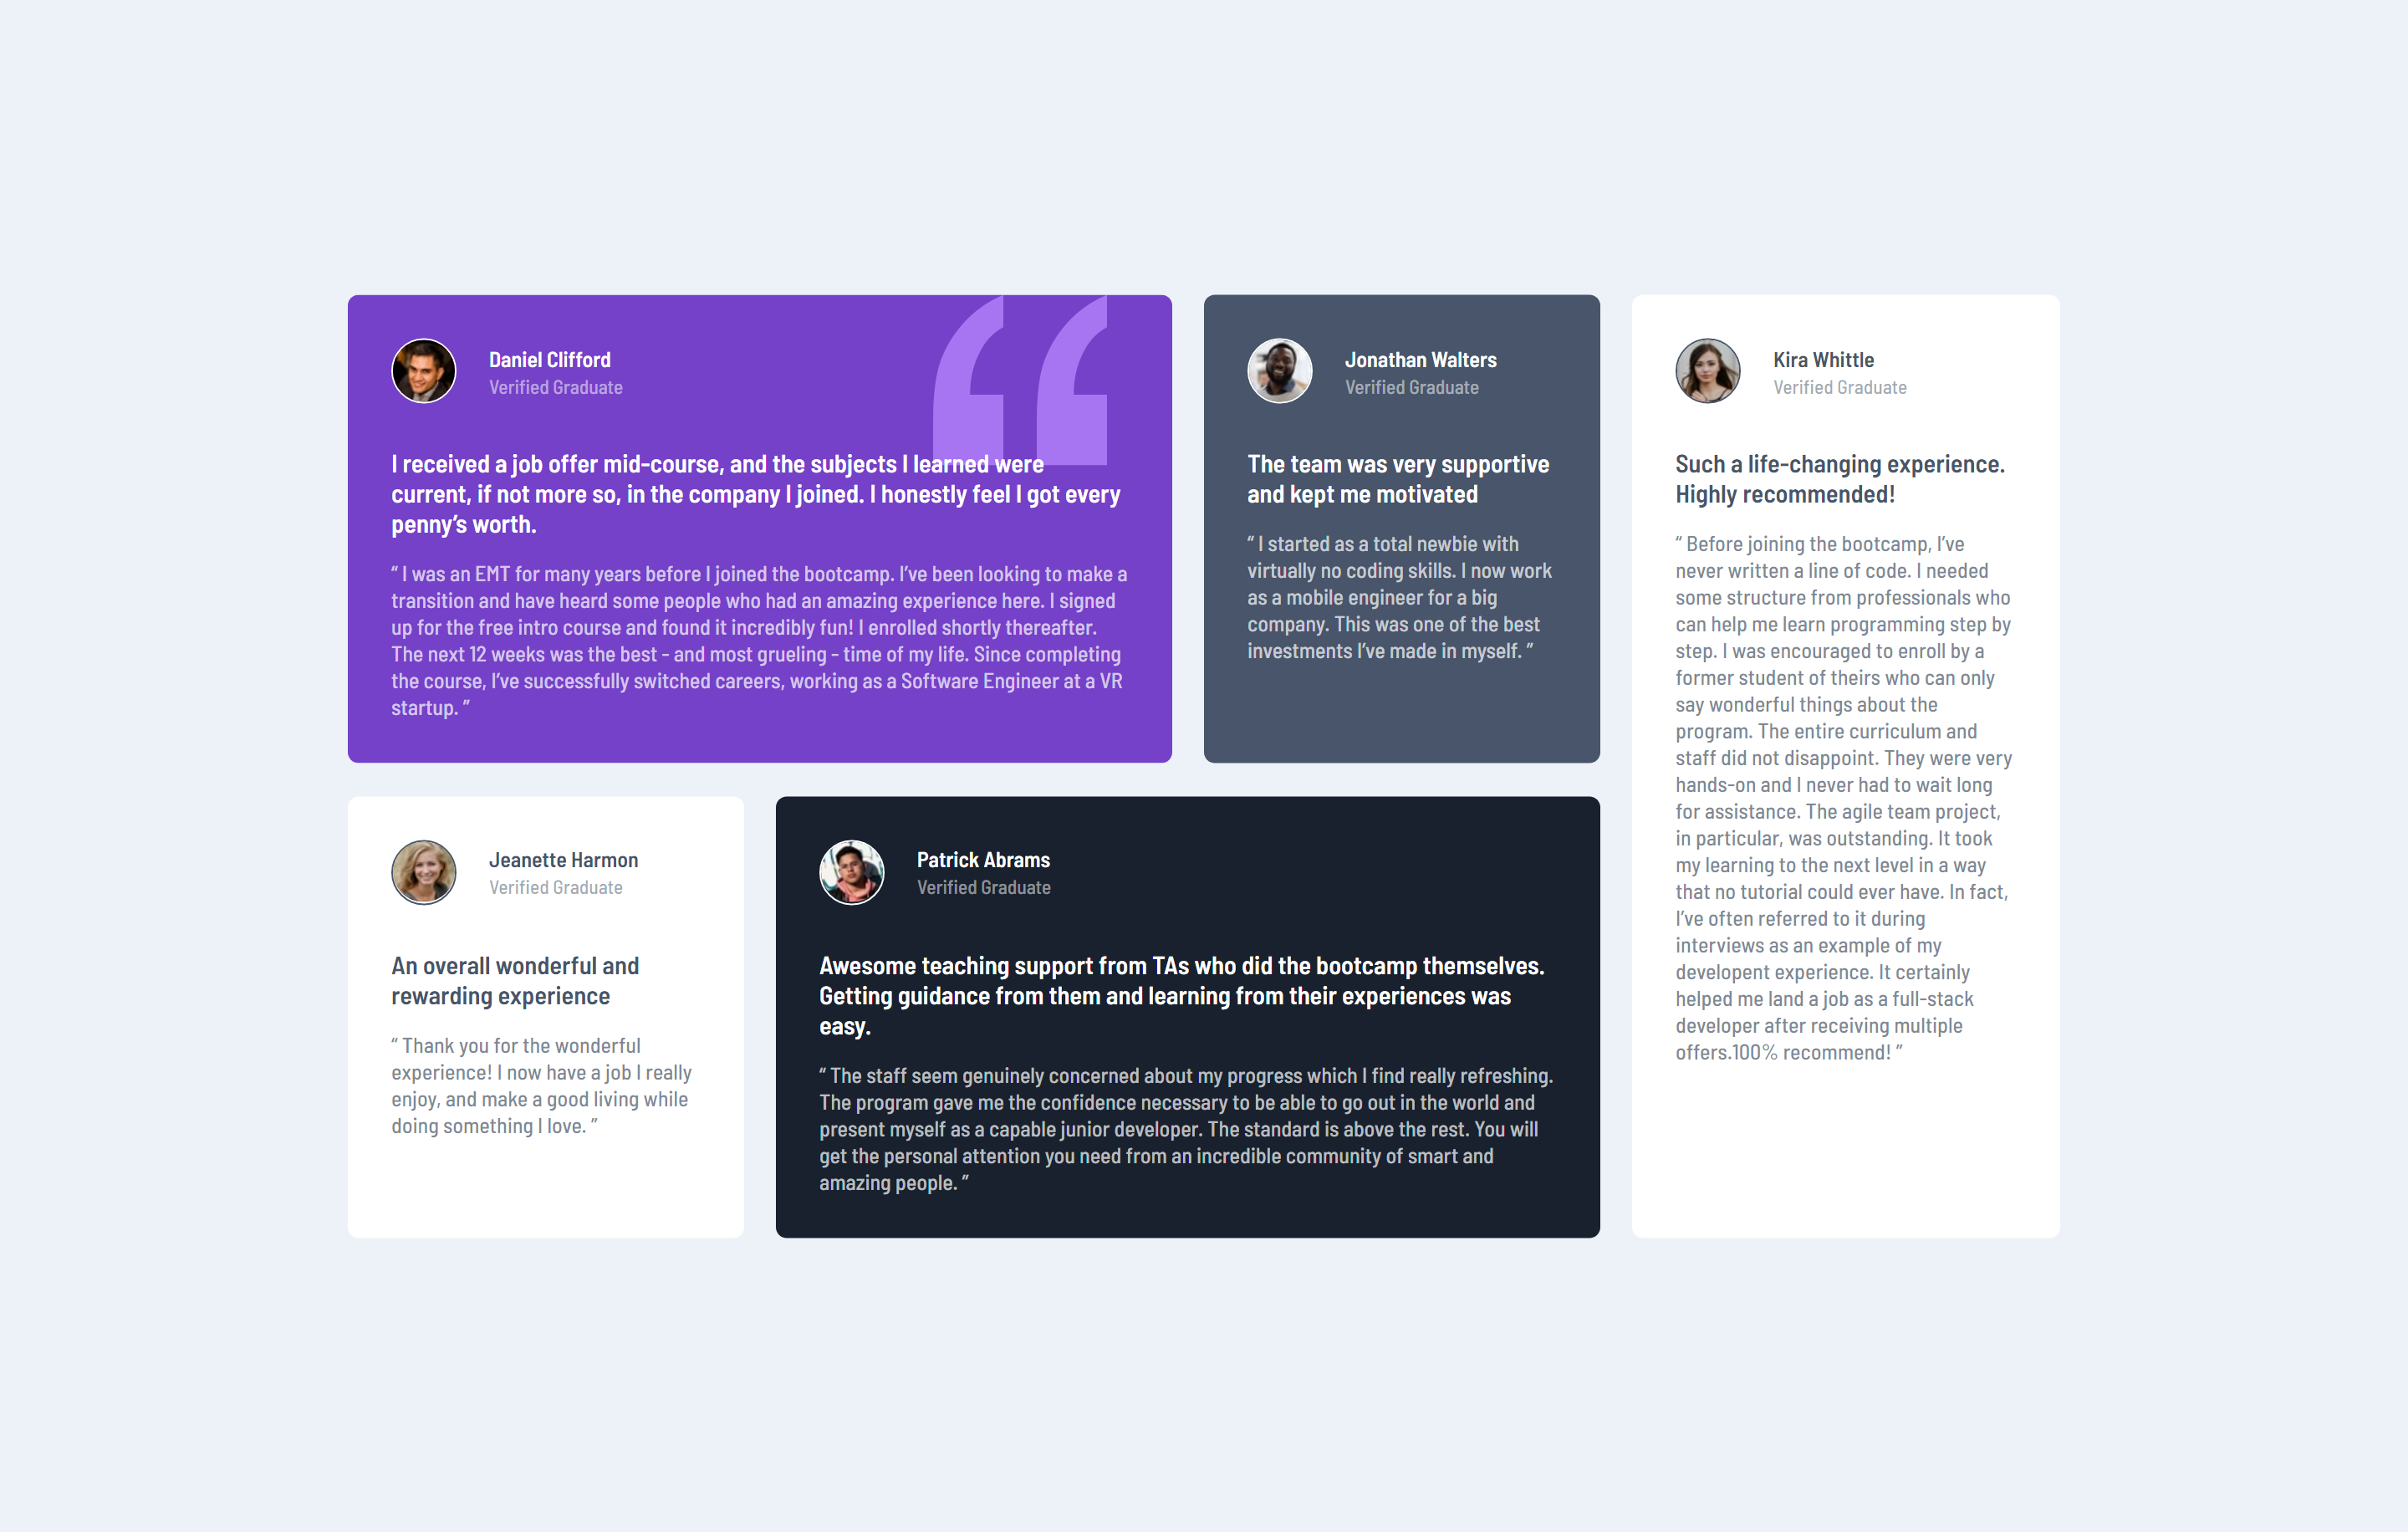 Daniel Clifford
Verified Graduate
I received a job offer mid-course, and the subjects I learned were
current, if not more so, in the company I joined. I honestly feel I got every
penny’s worth.
“ I was an EMT for many years before I joined the bootcamp. I’ve been looking to make a
transition and have heard some people who had an amazing experience here. I signed
up for the free intro course and found it incredibly fun! I enrolled shortly thereafter.
The next 12 weeks was the best - and most grueling - time of my life. Since completing
the course, I’ve successfully switched careers, working as a Software Engineer at a VR
startup. ”
Jonathan Walters
Verified Graduate
The team was very supportive
and kept me motivated
“ I started as a total newbie with
virtually no coding skills. I now work
as a mobile engineer for a big
company. This was one of the best
investments I’ve made in myself. ”
Kira Whittle
Verified Graduate
Such a life-changing experience.
Highly recommended!
“ Before joining the bootcamp, I’ve
never written a line of code. I needed
some structure from professionals who
can help me learn programming step by
step. I was encouraged to enroll by a
former student of theirs who can only
say wonderful things about the
program. The entire curriculum and
staff did not disappoint. They were very
hands-on and I never had to wait long
for assistance. The agile team project,
in particular, was outstanding. It took
my learning to the next level in a way
that no tutorial could ever have. In fact,
I’ve often referred to it during
interviews as an example of my
developent experience. It certainly
helped me land a job as a full-stack
developer after receiving multiple
offers.100% recommend! ”
Jeanette Harmon
Verified Graduate
An overall wonderful and
rewarding experience
“ Thank you for the wonderful
experience! I now have a job I really
enjoy, and make a good living while
doing something I love. ”
Patrick Abrams
Verified Graduate
Awesome teaching support from TAs who did the bootcamp themselves.
Getting guidance from them and learning from their experiences was
easy.
“ The staff seem genuinely concerned about my progress which I find really refreshing.
The program gave me the confidence necessary to be able to go out in the world and
present myself as a capable junior developer. The standard is above the rest. You will
get the personal attention you need from an incredible community of smart and
amazing people. ”